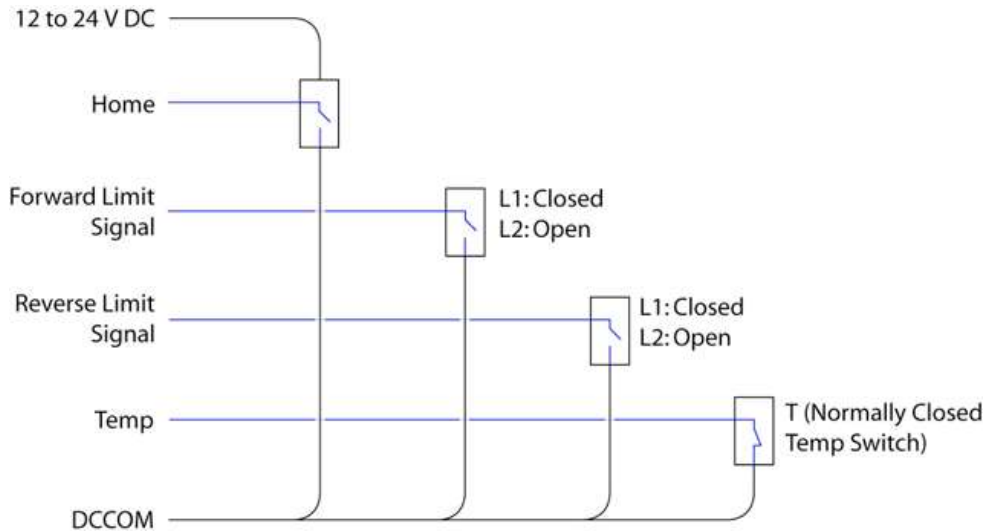 12 to 24 V DC
Home
Forward Limit
Signal
L1: Closed
L2: Open
Reverse Limit
Signal
L1: Closed
L2: Open
Temp
T (Normally Closed
Temp Switch)
DCCOM